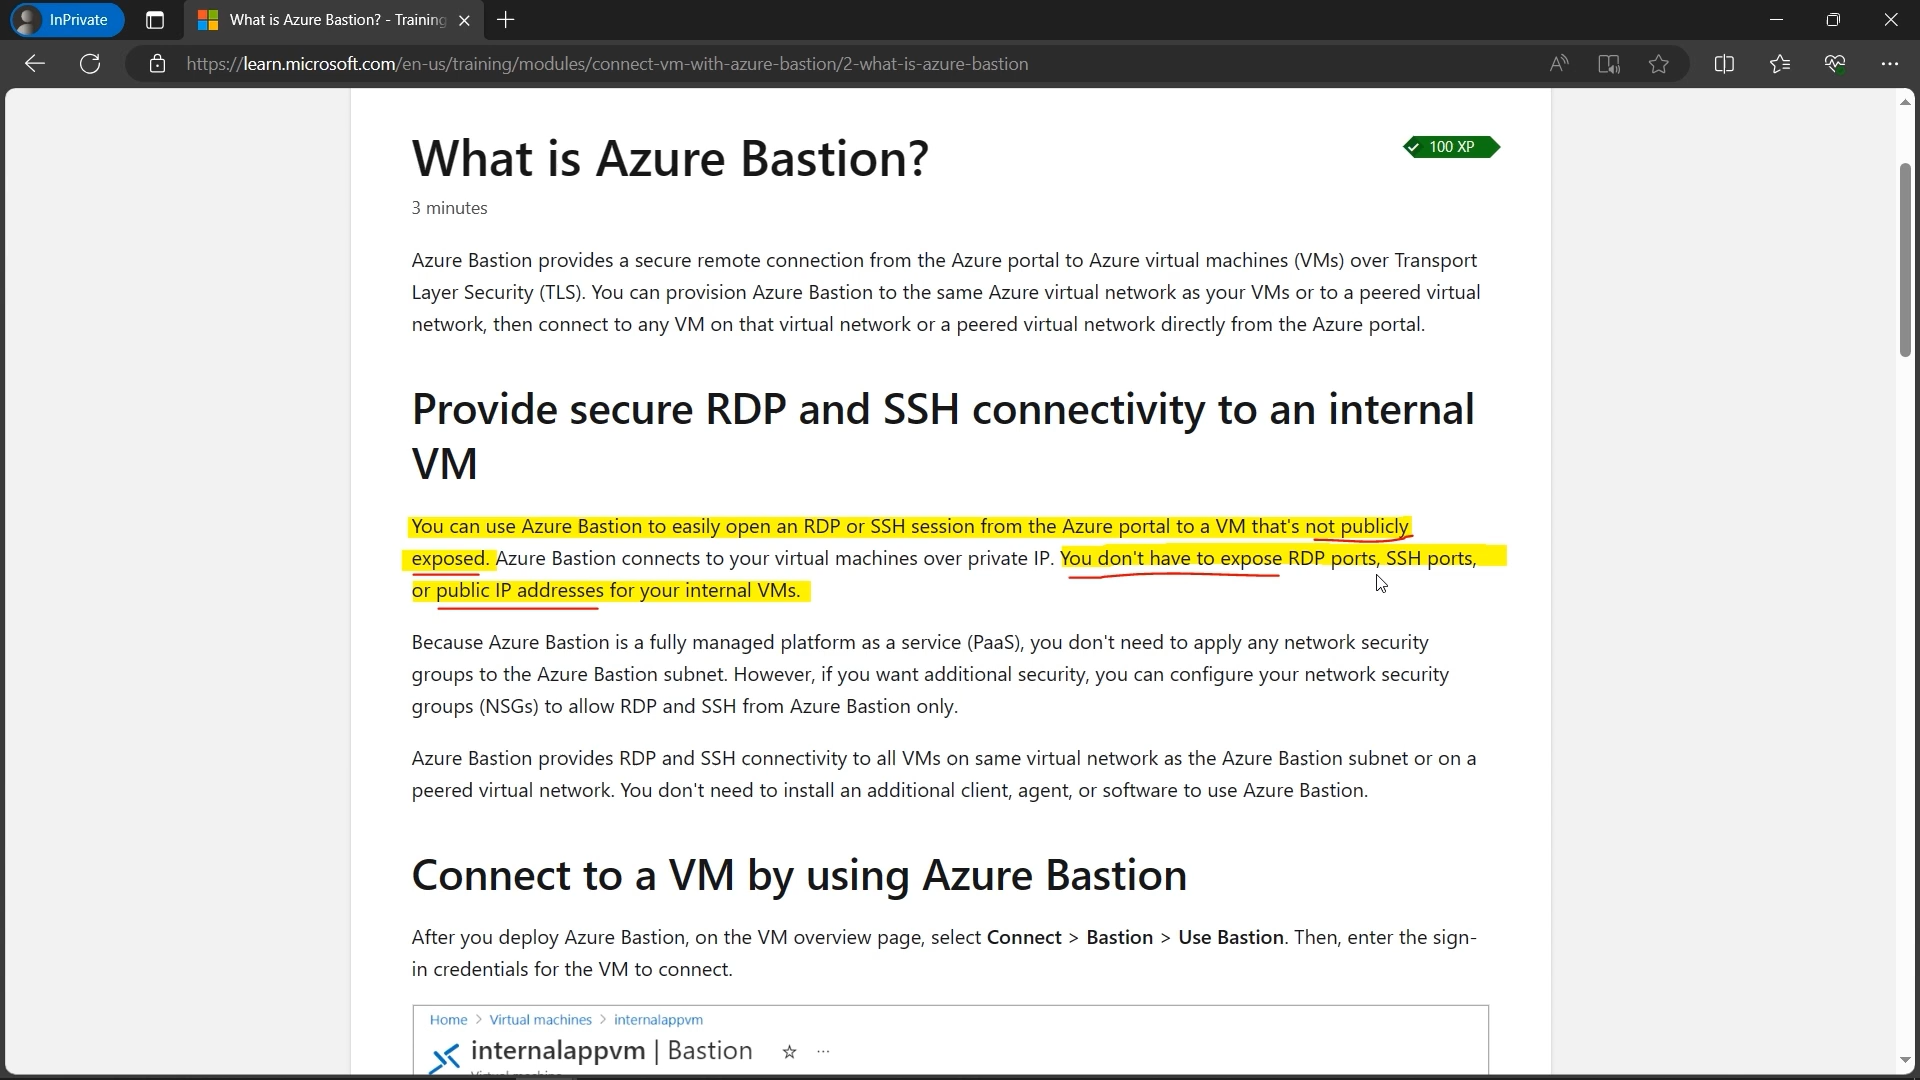 InPrivate
What is Azure Bastion? - Training
https://learn.microsoft.com/en-us/training/modules/connect-vm-with-azure-bastion/2-what-is-azure-bastion
What is Azure Bastion?
100 XP
3 minutes
Azure Bastion provides a secure remote connection from the Azure portal to Azure virtual machines (VMs) over Transport
Layer Security (TLS). You can provision Azure Bastion to the same Azure virtual network as your VMs or to a peered virtual
network, then connect to any VM on that virtual network or a peered virtual network directly from the Azure portal.
Provide secure RDP and SSH connectivity to an internal
VM
You can use Azure Bastion to easily open an RDP or SSH session from the Azure portal to a VM that's not publicly
exposed. Azure Bastion connects to your virtual machines over private IP. You don't have to expose RDP ports, SSH ports,
or public IP addresses for your internal VMs.
Because Azure Bastion is a fully managed platform as a service (PaaS), you don't need to apply any network security
groups to the Azure Bastion subnet. However, if you want additional security, you can configure your network security
groups (NSGs) to allow RDP and SSH from Azure Bastion only.
Azure Bastion provides RDP and SSH connectivity to all VMs on same virtual network as the Azure Bastion subnet or on a
peered virtual network. You don't need to install an additional client, agent, or software to use Azure Bastion.
Connect to a VM by using Azure Bastion
After you deploy Azure Bastion, on the VM overview page, select Connect > Bastion > Use Bastion. Then, enter the sign-
in credentials for the VM to connect.
Home > Virtual machines > internalappvm
internalappvm | Bastion ☆ ...